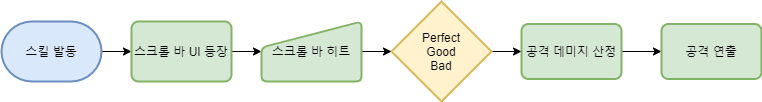 스킬 발동
스크롤 바 UI 등장
스크롤 바 히트
Perfect
Good
Bad
공격 데미지 산정
공격 연출